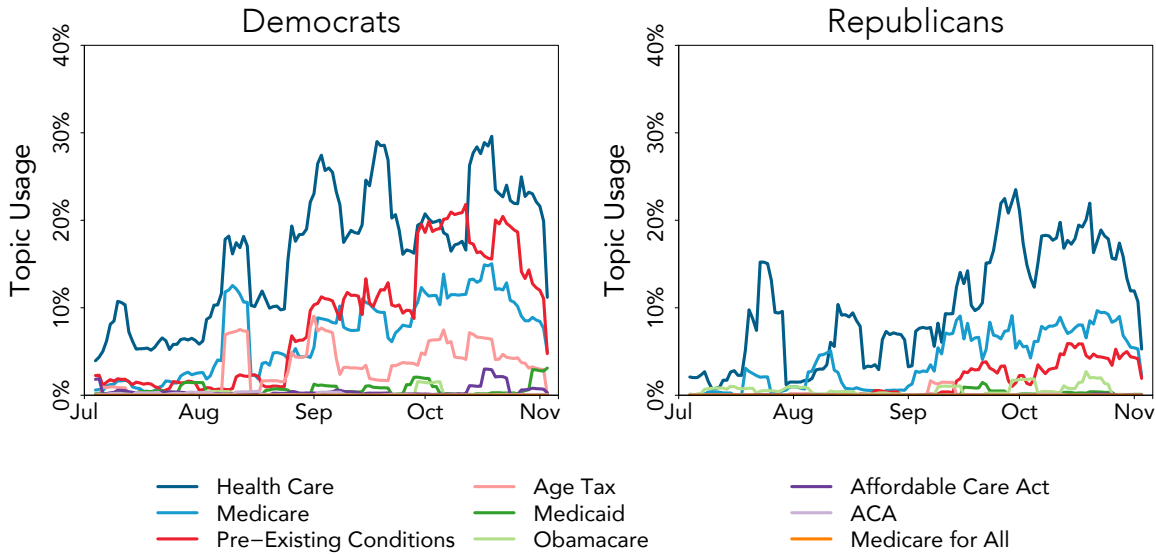 Democrats
Republicans
Topic Usage
40%
30%
20%
10%
0%
Jul Aug Sep Oct Nov
Topic Usage
40%
30%
20%
10%
0%
Jul Aug Sep Oct Nov
Health Care
Medicare
Pre−Existing Conditions
Age Tax
Medicaid
Obamacare
Affordable Care Act
ACA
Medicare for All